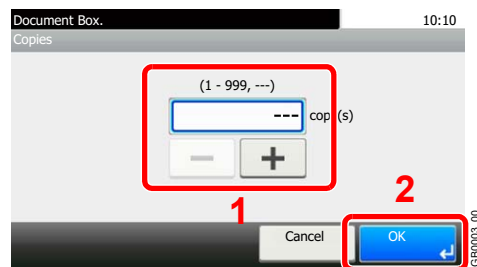 Document Box. 10:10
Copies
(1 - 999, ---)
--- cop (s)
− +
1
2
Cancel OK
GB0003_00